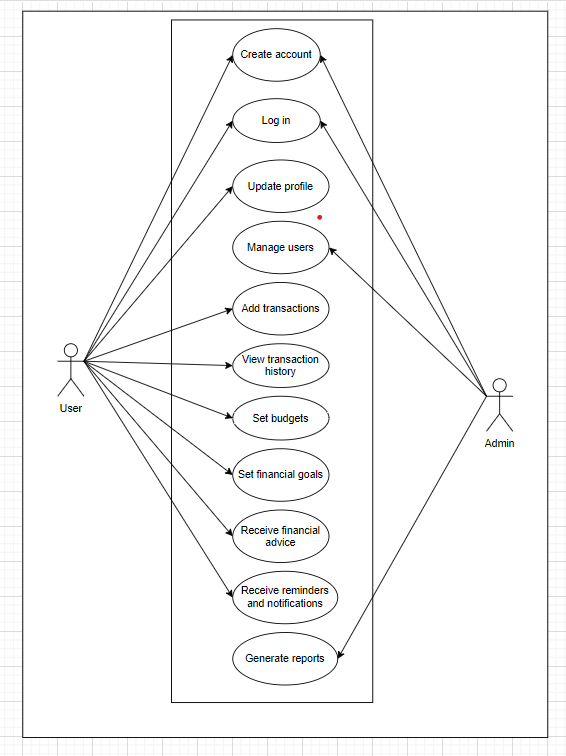 Create account
Log in
Update profile
Manage users
Add transactions
View transaction
history
User
Set budgets
Admin
Set financial goals
Receive financial
advice
Receive reminders
and notifications
Generate reports